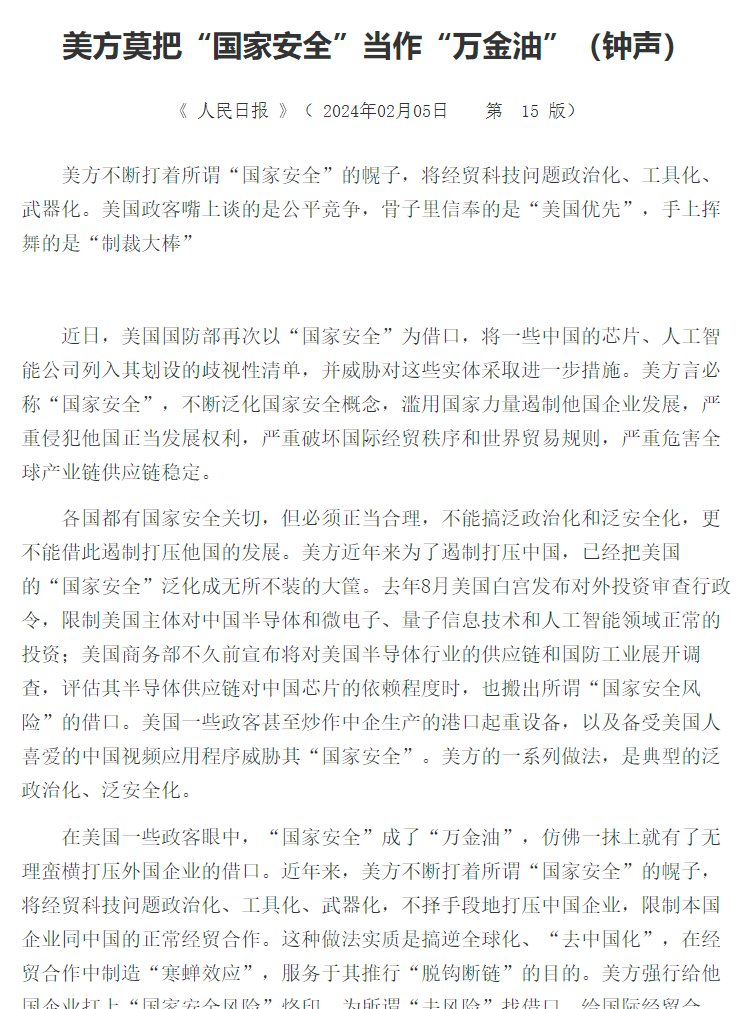 美方莫把“国家安全”当作“万金油”（钟声）
《 人民日报 》（ 2024年02月05日 第 15 版）
美方不断打着所谓“国家安全”的幌子，将经贸科技问题政治化、工具化、
武器化。美国政客嘴上谈的是公平竞争，骨子里信奉的是“美国优先”，手上挥
舞的是“制裁大棒”
近日，美国国防部再次以“国家安全”为借口，将一些中国的芯片、人工智
能公司列入其划设的歧视性清单，并威胁对这些实体采取进一步措施。美方言必
称“国家安全”，不断泛化国家安全概念，滥用国家力量遏制他国企业发展，严
重侵犯他国正当发展权利，严重破坏国际经贸秩序和世界贸易规则，严重危害全
球产业链供应链稳定。
各国都有国家安全关切，但必须正当合理，不能搞泛政治化和泛安全化，更
不能借此遏制打压他国的发展。美方近年来为了遏制打压中国，已经把美国
的“国家安全”泛化成无所不装的大筐。去年8月美国白宫发布对外投资审查行政
令，限制美国主体对中国半导体和微电子、量子信息技术和人工智能领域正常的
投资；美国商务部不久前宣布将对美国半导体行业的供应链和国防工业展开调
查，评估其半导体供应链对中国芯片的依赖程度时，也搬出所谓“国家安全风
险”的借口。美国一些政客甚至炒作中企生产的港口起重设备，以及备受美国人
喜爱的中国视频应用程序威胁其“国家安全”。美方的一系列做法，是典型的泛
政治化、泛安全化。
在美国一些政客眼中，“国家安全”成了“万金油”，仿佛一抹上就有了无
理蛮横打压外国企业的借口。近年来，美方不断打着所谓“国家安全”的幌子，
将经贸科技问题政治化、工具化、武器化，不择手段地打压中国企业，限制本国
企业同中国的正常经贸合作。这种做法实质是搞逆全球化、“去中国化”，在经
贸合作中制造“寒蝉效应”，服务于其推行“脱钩断链”的目的。美方强行给他
国企业打上“国家安全风险”烙印，为所谓“去风险”找借口，给国际经贸合